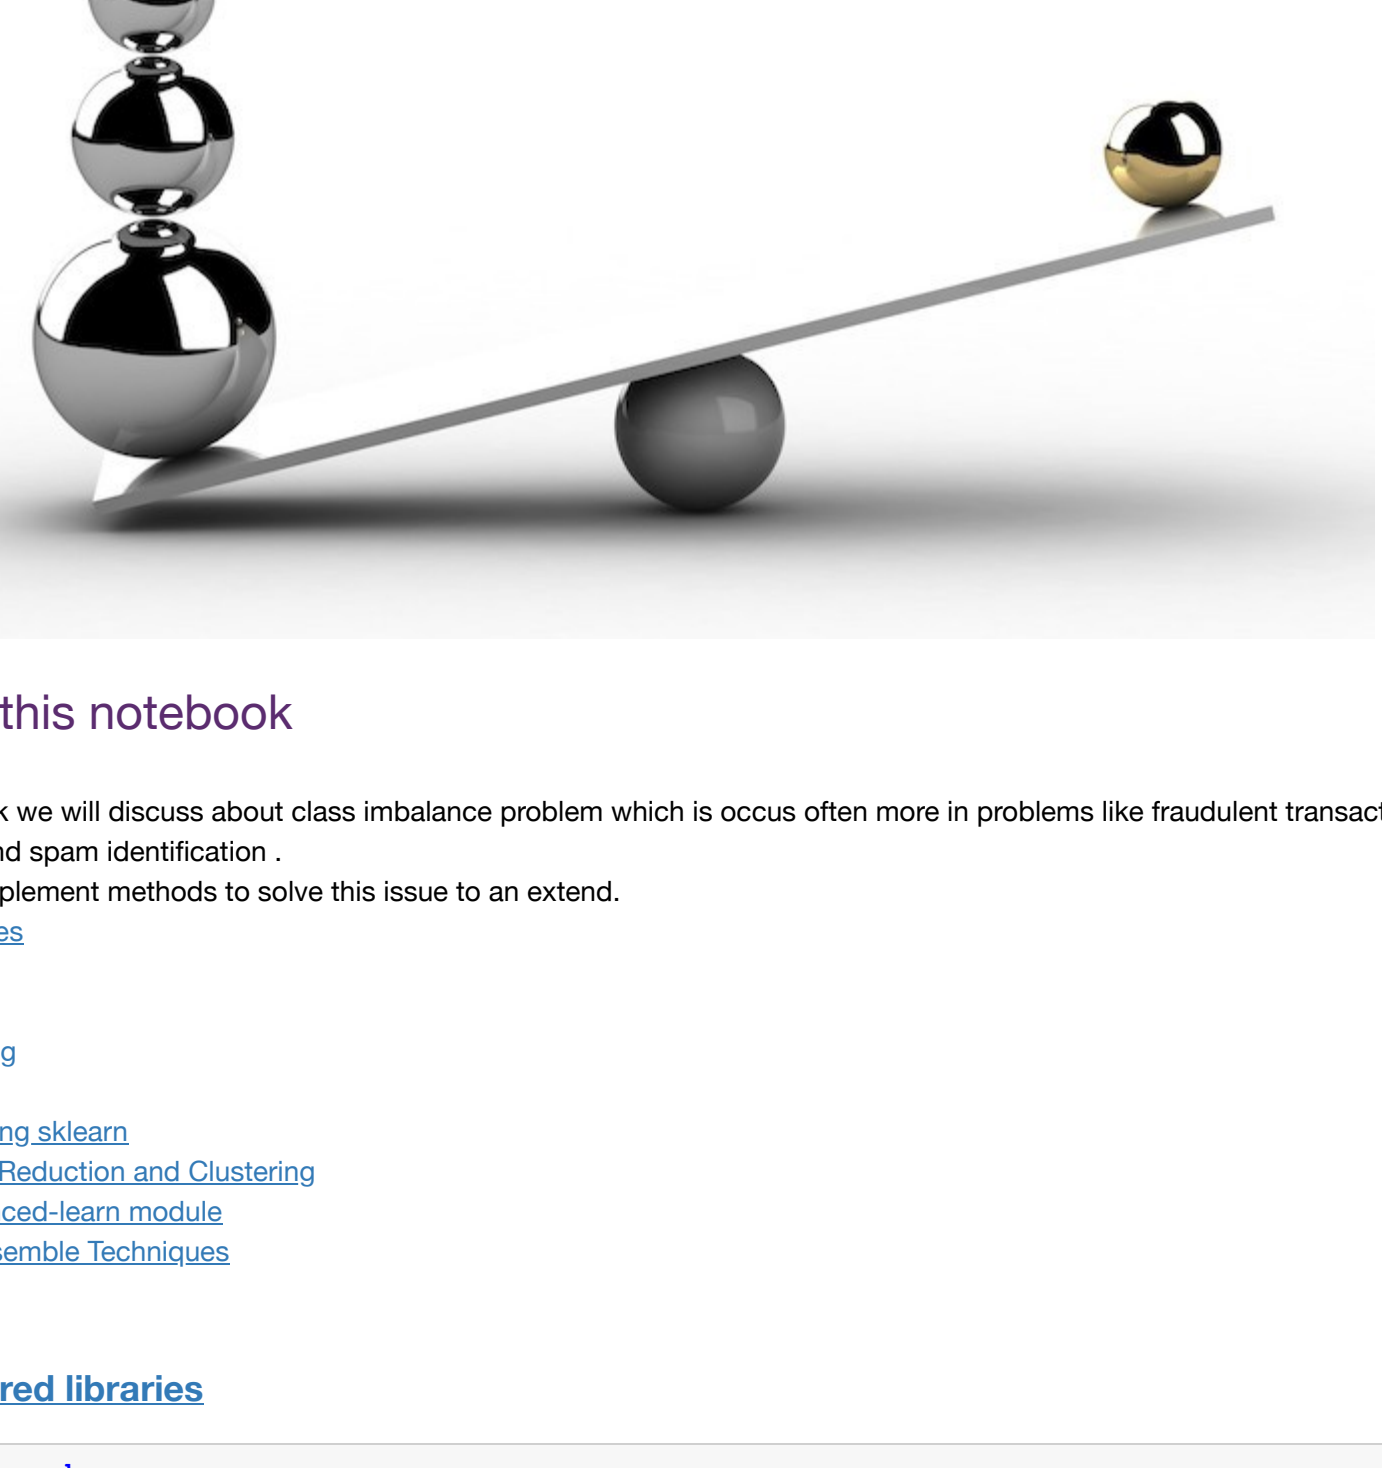 this notebook
k we will discuss about class imbalance problem which is occus often more in problems like fraudulent transact
nd spam identification .
plement methods to solve this issue to an extend.
es
g
ng sklearn
Reduction and Clustering
ced-learn module
semble Techniques
red libraries